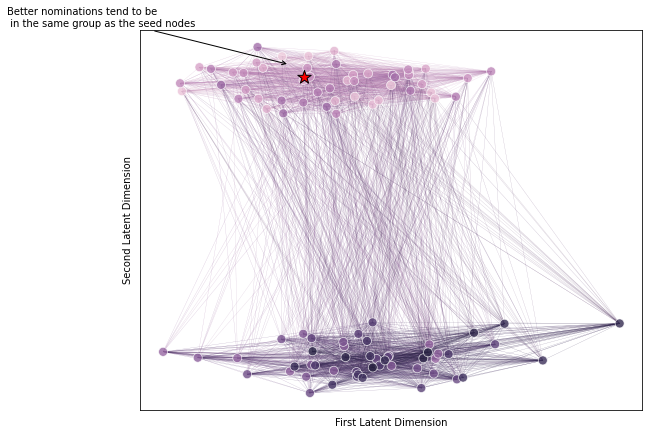 Better nominations tend to be
in the same group as the seed nodes
Second Latent Dimension
First Latent Dimension